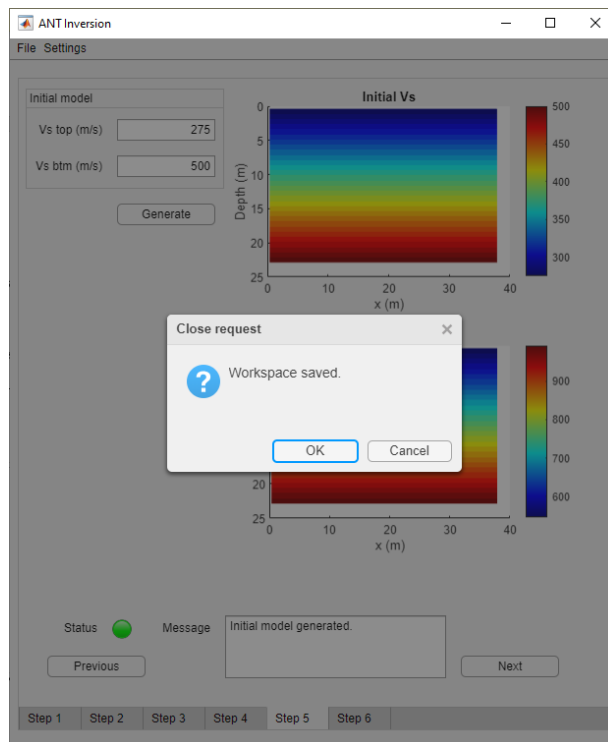 ANT Inversion
File Settings
Initial model
Vs top (m/s) 275
Vs btm (m/s) 500
Generate
Initial Vs
0
5
10
15
20
25
Depth (m)
0 10 20 30 40
x (m)
500
450
400
350
300
Close request
Workspace saved.
OK Cancel
20
25
0 10 20 30 40
x (m)
900
800
700
600
Status Message Initial model generated.
Previous Next
Step 1 Step 2 Step 3 Step 4 Step 5 Step 6